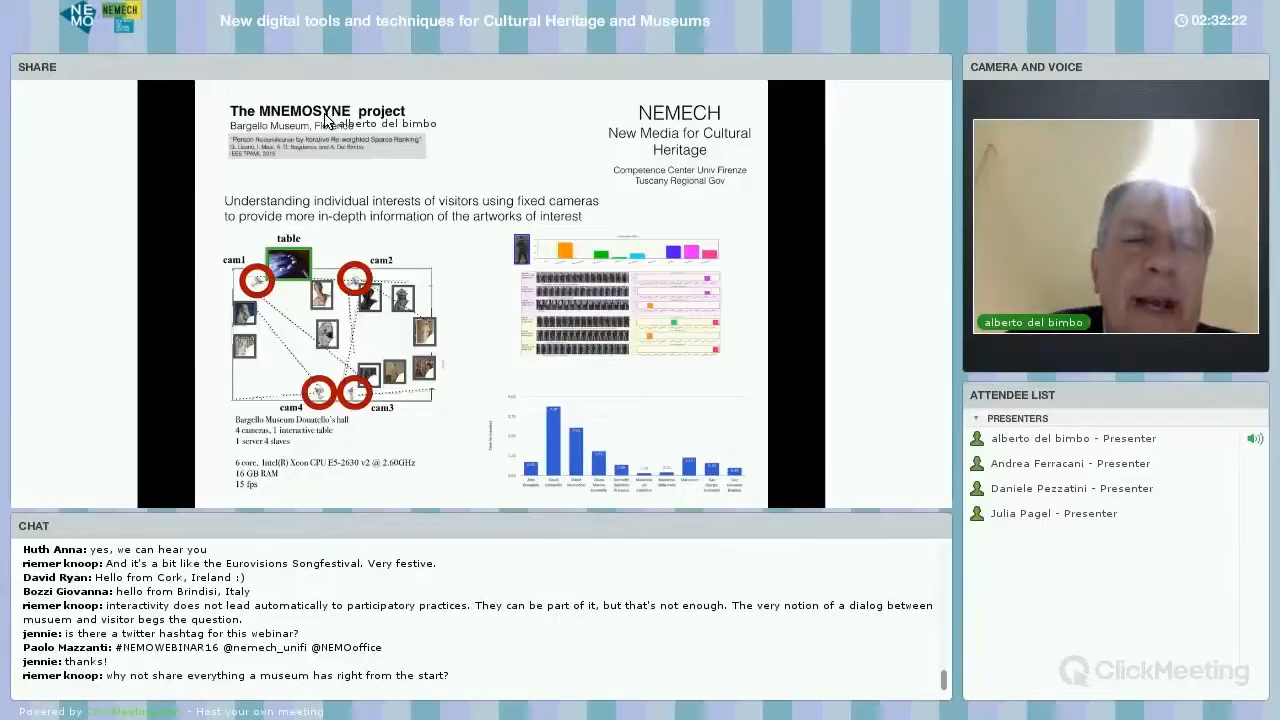 NE
MO
NEMECH
New digital tools and techniques for Cultural Heritage and Museums
02:32:22
SHARE
The MNEMOSYNE project
alberto del bimbo
Bargello Museum, Florence
"Person Reidentification by Iterative Re-weighted Sparse Ranking"
IEEE TPAMI, 2015
NEMECH
New Media for Cultural
Heritage
Competence Center Univ Firenze
Tuscany Regional Gov
Understanding individual interests of visitors using fixed cameras
to provide more in-depth information of the artworks of interest
table
cam1
cam2
cam4
cam3
Bargello Museum Donatello's hall
4 cameras, 1 interactive table
1 server 4 slaves
6 core, Intel(R) Xeon CPU E5-2630 v2 @ 2.60GHz
16 GB RAM
15 fps
CAMERA AND VOICE
alberto del bimbo
ATTENDEE LIST
PRESENTERS
alberto del bimbo - Presenter
Andrea Ferracani - Presenter
Daniele Pezzatini - Presenter
Julia Pagel - Presenter
CHAT
Huth Anna: yes, we can hear you
riemer knoop: And it's a bit like the Eurovisions Songfestival. Very festive.
David Ryan: Hello from Cork, Ireland :)
Bozzi Giovanna: hello from Brindisi, Italy
riemer knoop: interactivity does not lead automatically to participatory practices. They can be part of it, but that's not enough. The very notion of a dialog between
musuem and visitor begs the question.
jennie: is there a twitter hashtag for this webinar?
Paolo Mazzanti: #NEMOWEBINAR16 @nemech_unifi @NEMOoffice
jennie: thanks!
riemer knoop: why not share everything a museum has right from the start?
ClickMeeting
Powered by ClickMeeting.com - Host your own meeting